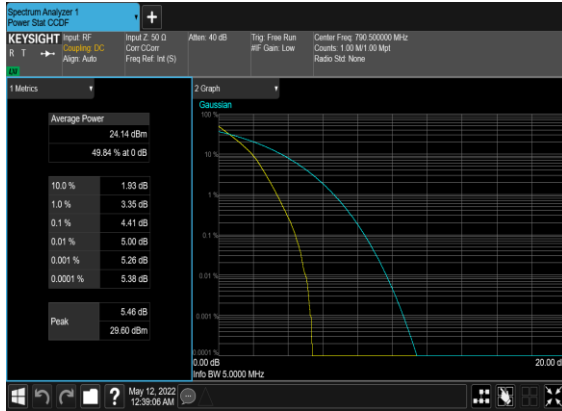 Spectrum Analyzer 1
Power Stat CCDF
KEYSIGHT
R T
LU
Input: RF
Coupling: DC
Align: Auto
Input Z: 50 Ω
Corr CCorr
Freq Ref: Int (S)
Atten: 40 dB
Trig: Free Run
#IF Gain: Low
Center Freq: 790.500000 MHz
Counts: 1.00 M/1.00 Mpt
Radio Std: None
1 Metrics
Average Power
24.14 dBm
49.84 % at 0 dB
10.0 % 1.93 dB
1.0 % 3.35 dB
0.1 % 4.41 dB
0.01 % 5.00 dB
0.001 % 5.26 dB
0.0001 % 5.38 dB
Peak
5.46 dB
29.60 dBm
2 Graph
Gaussian
100 %
10 %
1 %
0.1 %
0.01 %
0.001 %
0.0001 %
0.00 dB
20.00 d
Info BW 5.0000 MHz
?
May 12, 2022
12:39:06 AM